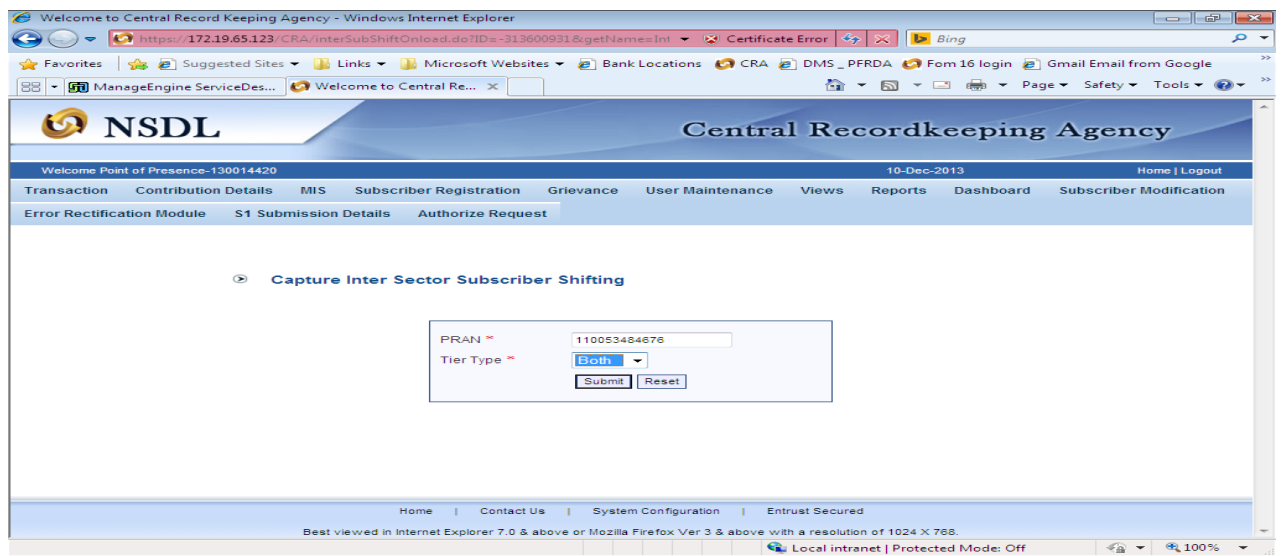 Welcome to Central Record Keeping Agency - Windows Internet Explorer
https://172.19.65.123/CRA/interSubShiftOnload.do?ID=-313600931&getName=Int Certificate Error Bing
Favorites Suggested Sites Links Microsoft Websites Bank Locations CRA DMS _ PFRDA Fom 16 login Gmail Email from Google
ManageEngine ServiceDes... Welcome to Central Re... Page Safety Tools
NSDL Central Recordkeeping Agency
Welcome Point of Presence-130014420 10-Dec-2013 Home | Logout
Transaction Contribution Details MIS Subscriber Registration Grievance User Maintenance Views Reports Dashboard Subscriber Modification
Error Rectification Module S1 Submission Details Authorize Request
Capture Inter Sector Subscriber Shifting
PRAN * 110053484676
Tier Type * Both
Submit Reset
Home | Contact Us | System Configuration | Entrust Secured
Best viewed in Internet Explorer 7.0 & above or Mozilla Firefox Ver 3 & above with a resolution of 1024 X 768.
Local intranet | Protected Mode: Off 100%